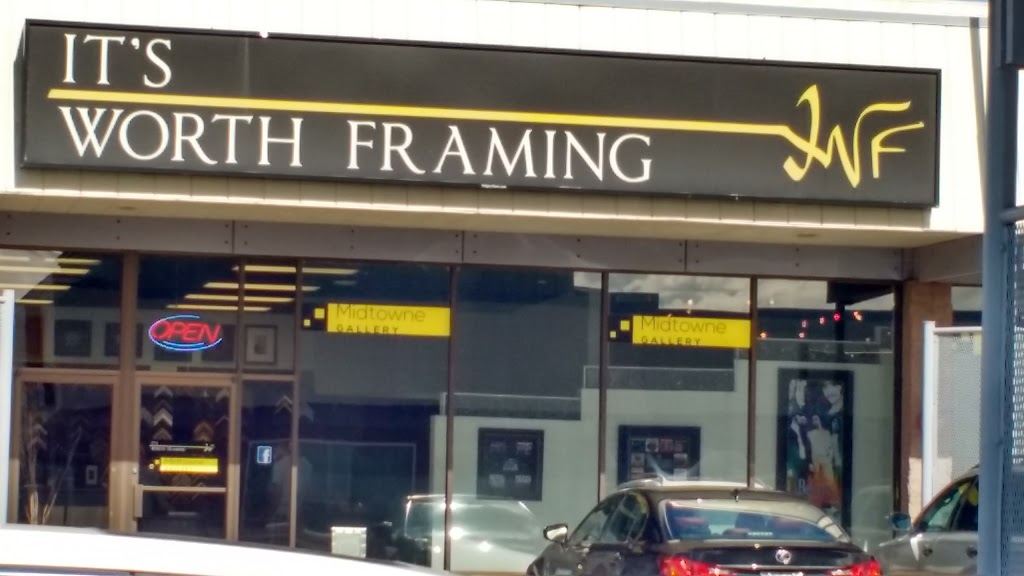 IT'S
WORTH FRAMING
IWF
OPEN
Midtowne
GALLERY
Midtowne
GALLERY
f